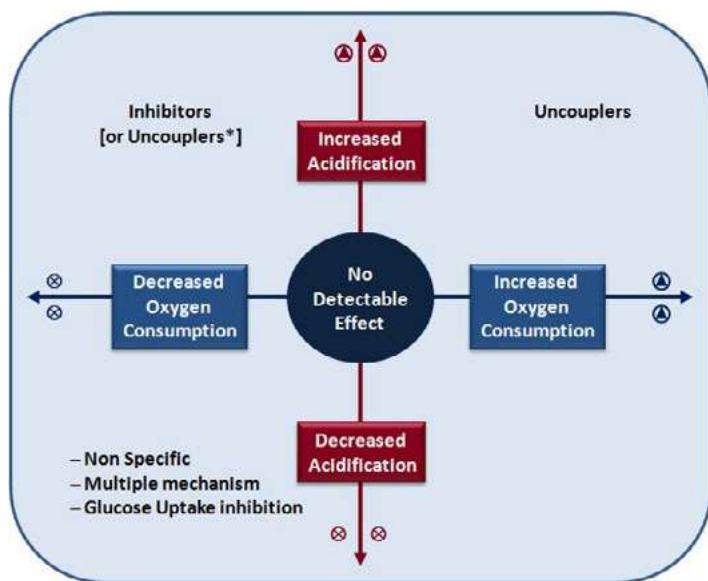 Inhibitors
[or Uncouplers*]
Uncouplers
Increased
Acidification
Decreased
Oxygen
Consumption
No
Detectable
Effect
Increased
Oxygen
Consumption
Decreased
Acidification
– Non Specific
– Multiple mechanism
– Glucose Uptake inhibition